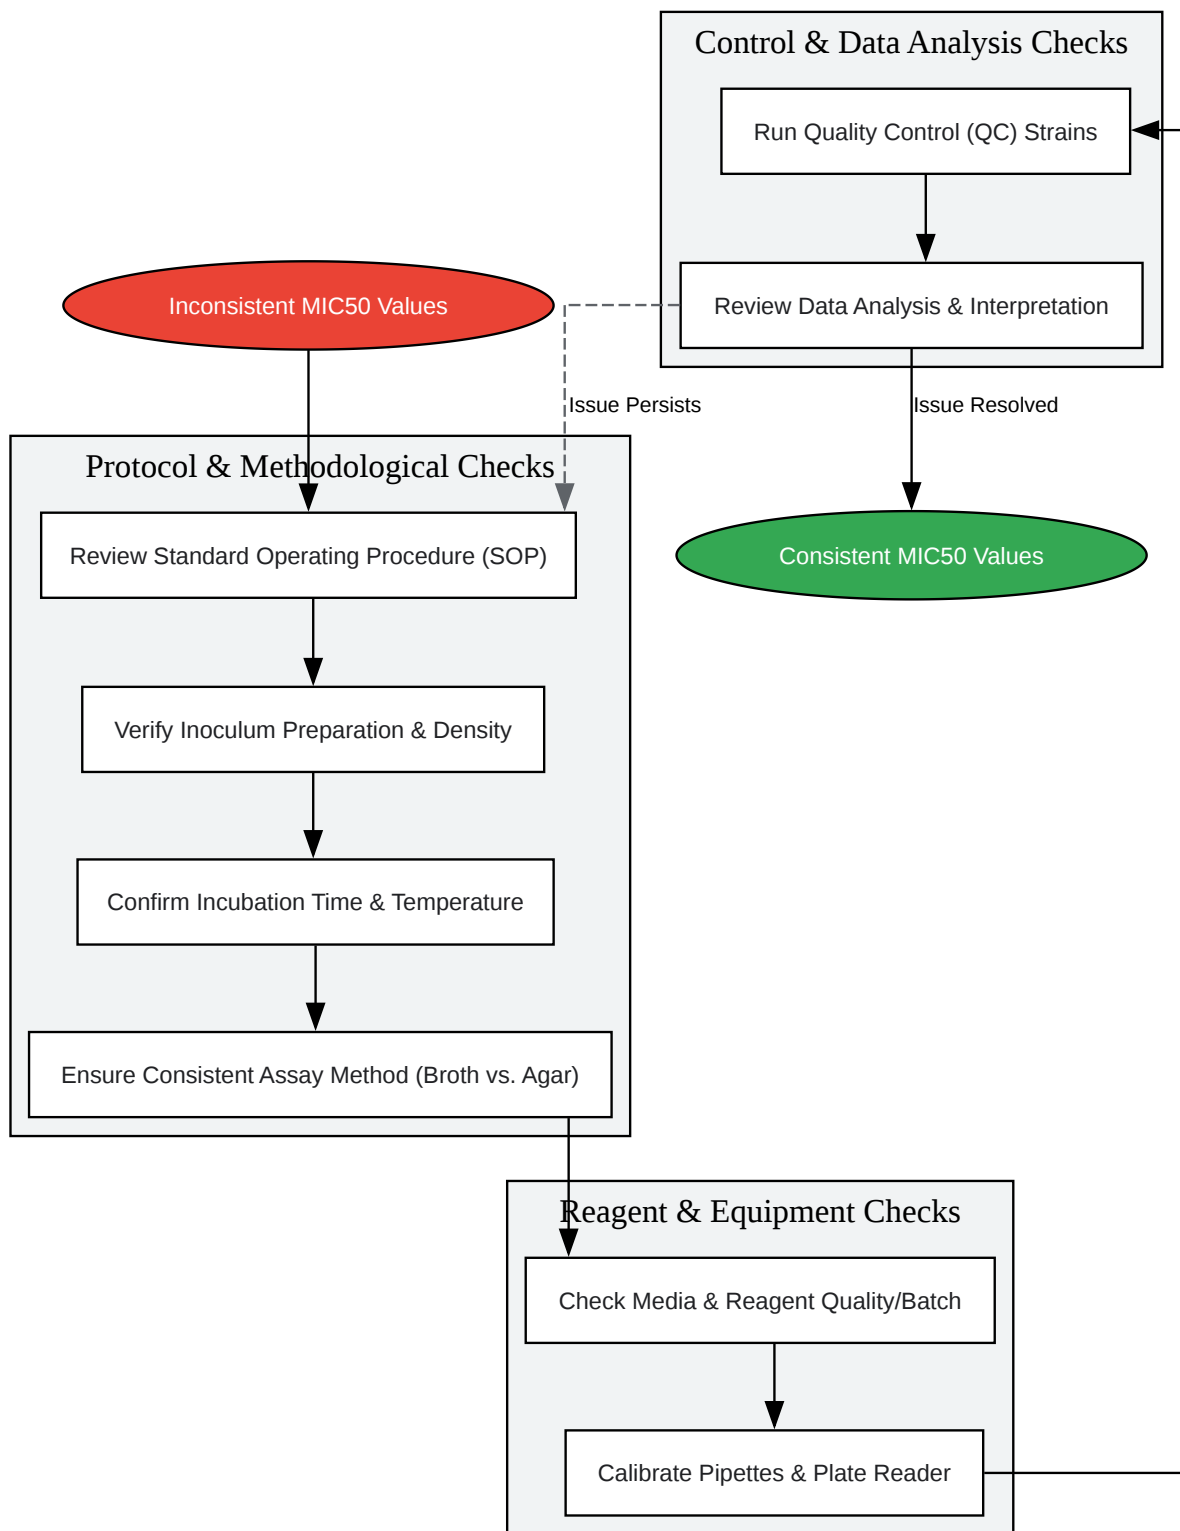 Control & Data Analysis Checks
Run Quality Control (QC) Strains
Review Data Analysis & Interpretation
Inconsistent MIC50 Values
Issue Persists
Issue Resolved
Protocol & Methodological Checks
Review Standard Operating Procedure (SOP)
Consistent MIC50 Values
Verify Inoculum Preparation & Density
Confirm Incubation Time & Temperature
Ensure Consistent Assay Method (Broth vs. Agar)
Reagent & Equipment Checks
Check Media & Reagent Quality/Batch
Calibrate Pipettes & Plate Reader